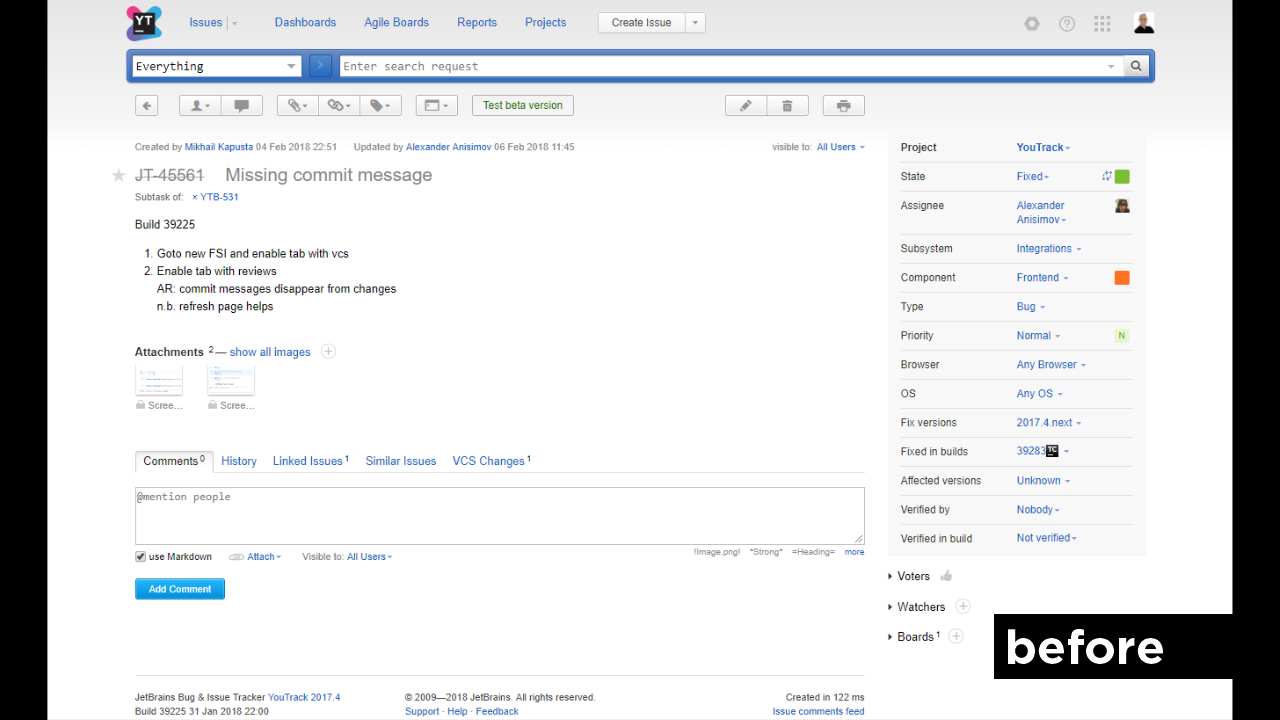 YT
Issues Dashboards Agile Boards Reports Projects Create Issue
Everything Enter search request
Test beta version
Created by Mikhail Kapusta 04 Feb 2018 22:51 Updated by Alexander Anisimov 06 Feb 2018 11:45 visible to: All Users
JT-45561 Missing commit message
Subtask of: × YTB-531
Build 39225
1. Goto new FSI and enable tab with vcs
2. Enable tab with reviews
AR: commit messages disappear from changes
n.b. refresh page helps
Attachments 2 — show all images
Scree... Scree...
Comments 0 History Linked Issues 1 Similar Issues VCS Changes 1
@mention people
use Markdown Attach Visible to: All Users !Image.png! *Strong* =Heading= more
Add Comment
Project YouTrack
State Fixed
Assignee Alexander
Anisimov
Subsystem Integrations
Component Frontend
Type Bug
Priority Normal N
Browser Any Browser
OS Any OS
Fix versions 2017.4.next
Fixed in builds 39283 TC
Affected versions Unknown
Verified by Nobody
Verified in build Not verified
Voters
Watchers
Boards 1
before
JetBrains Bug & Issue Tracker YouTrack 2017.4 © 2009—2018 JetBrains. All rights reserved. Created in 122 ms
Build 39225 31 Jan 2018 22:00 Support · Help · Feedback Issue comments feed